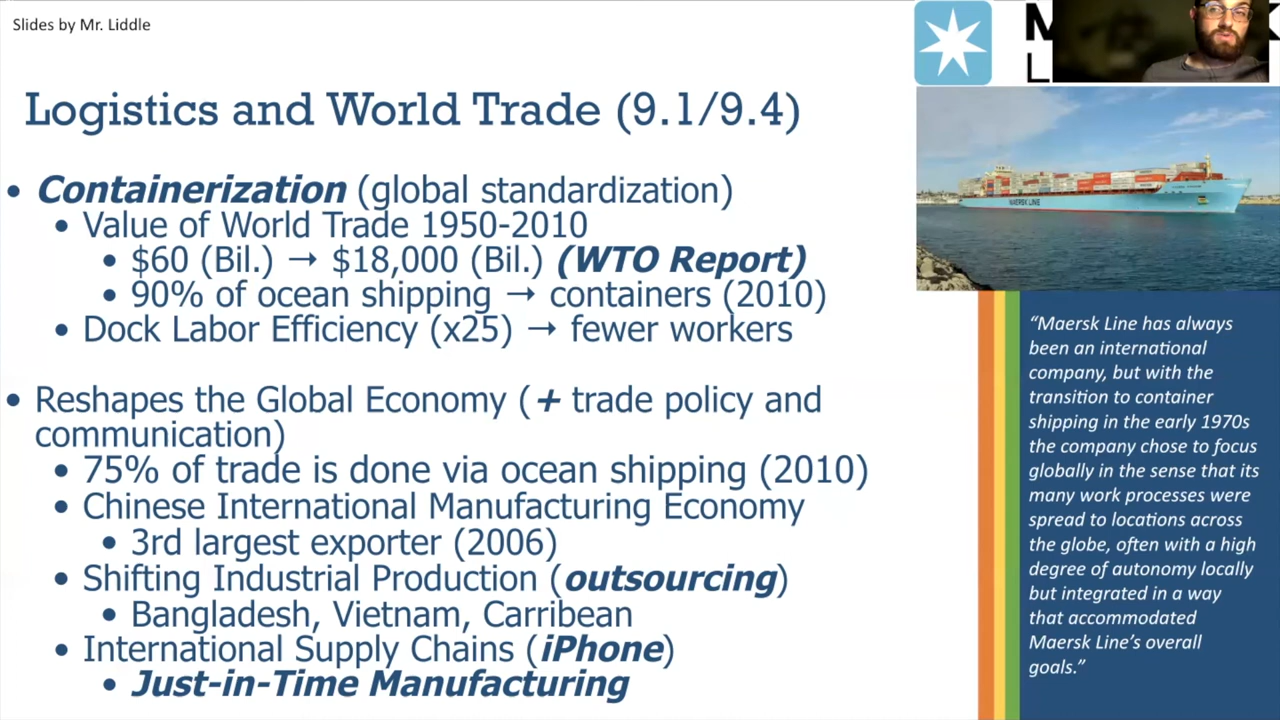 Slides by Mr. Liddle
Logistics and World Trade (9.1/9.4)
• Containerization (global standardization)
• Value of World Trade 1950-2010
• $60 (Bil.) → $18,000 (Bil.) (WTO Report)
• 90% of ocean shipping → containers (2010)
• Dock Labor Efficiency (x25) → fewer workers
• Reshapes the Global Economy (+ trade policy and
communication)
• 75% of trade is done via ocean shipping (2010)
• Chinese International Manufacturing Economy
• 3rd largest exporter (2006)
• Shifting Industrial Production (outsourcing)
• Bangladesh, Vietnam, Carribean
• International Supply Chains (iPhone)
• Just-in-Time Manufacturing
MAERSK LINE
“Maersk Line has always
been an international
company, but with the
transition to container
shipping in the early 1970s
the company chose to focus
globally in the sense that its
many work processes were
spread to locations across
the globe, often with a high
degree of autonomy locally
but integrated in a way
that accommodated
Maersk Line’s overall
goals.”